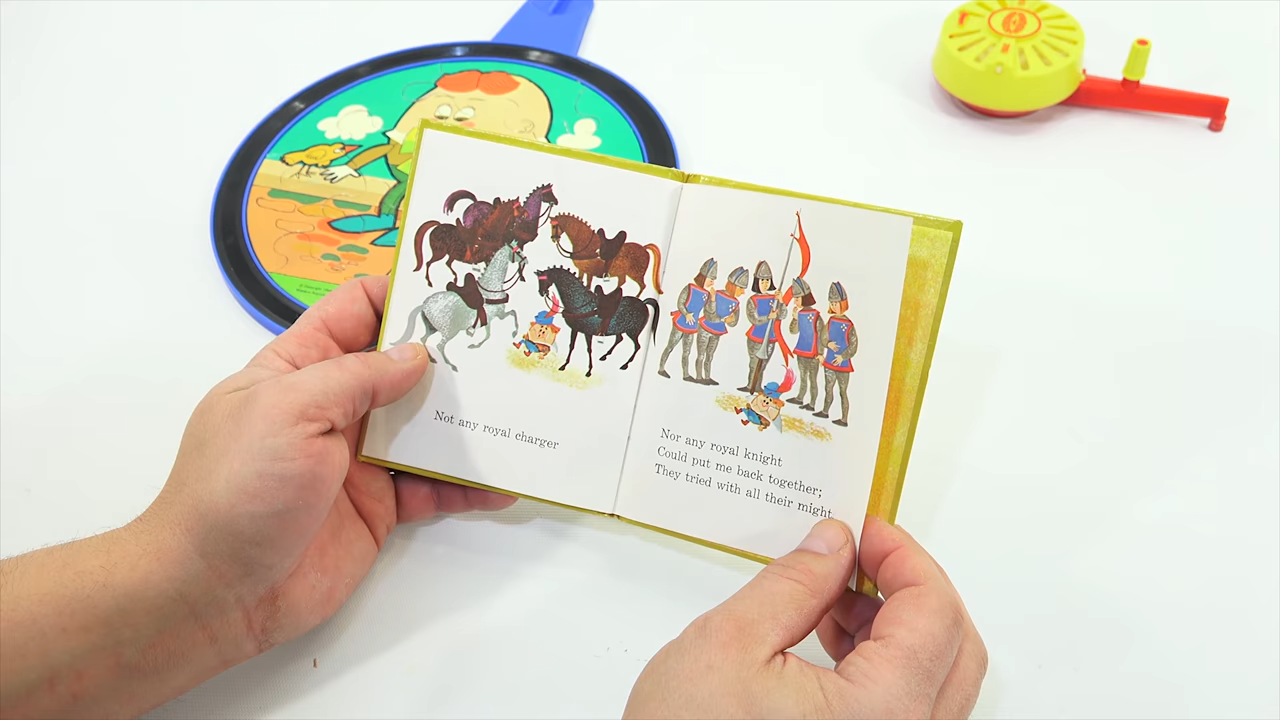 Not any royal charger
Nor any royal knight
Could put me back together;
They tried with all their might